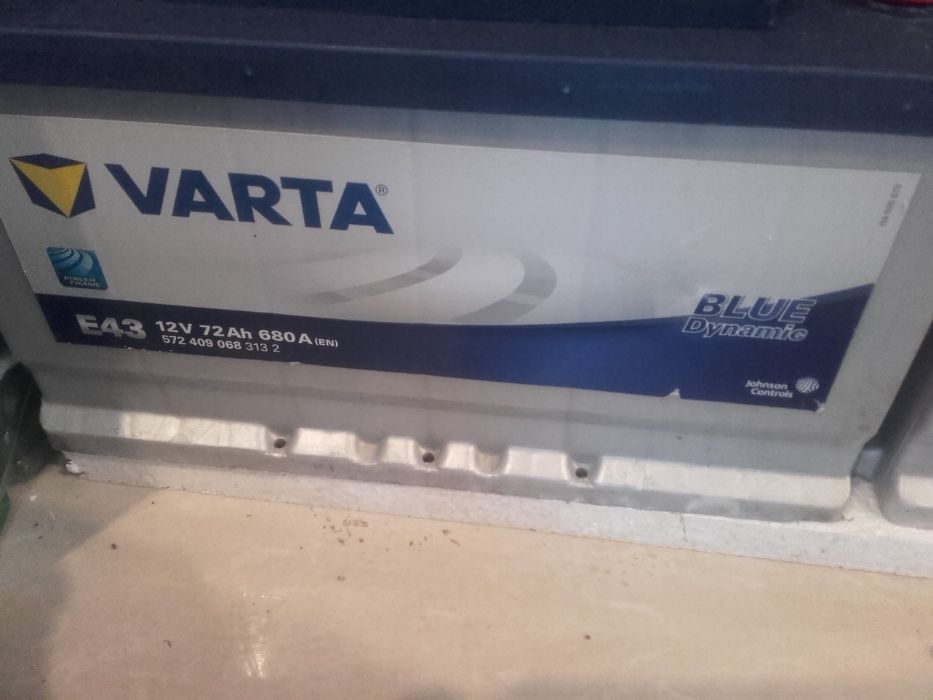 VARTA®
POWER
FRAME
E43 12V 72Ah 680A (EN)
572 409 068 313 2
BLUE
Dynamic
Johnson
Controls